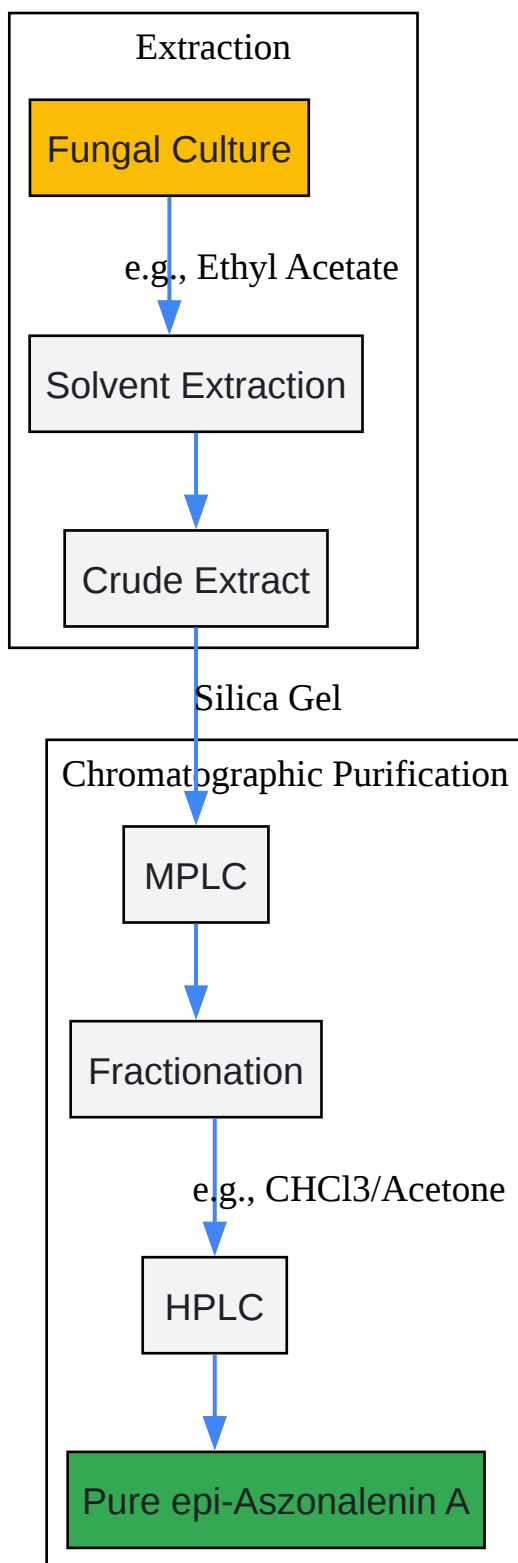 Extraction
Fungal Culture
e.g., Ethyl Acetate
Solvent Extraction
Crude Extract
Silica Gel
Chromatographic Purification
MPLC
Fractionation
e.g., CHCl3/Acetone
HPLC
Pure epi-Aszonalenin A